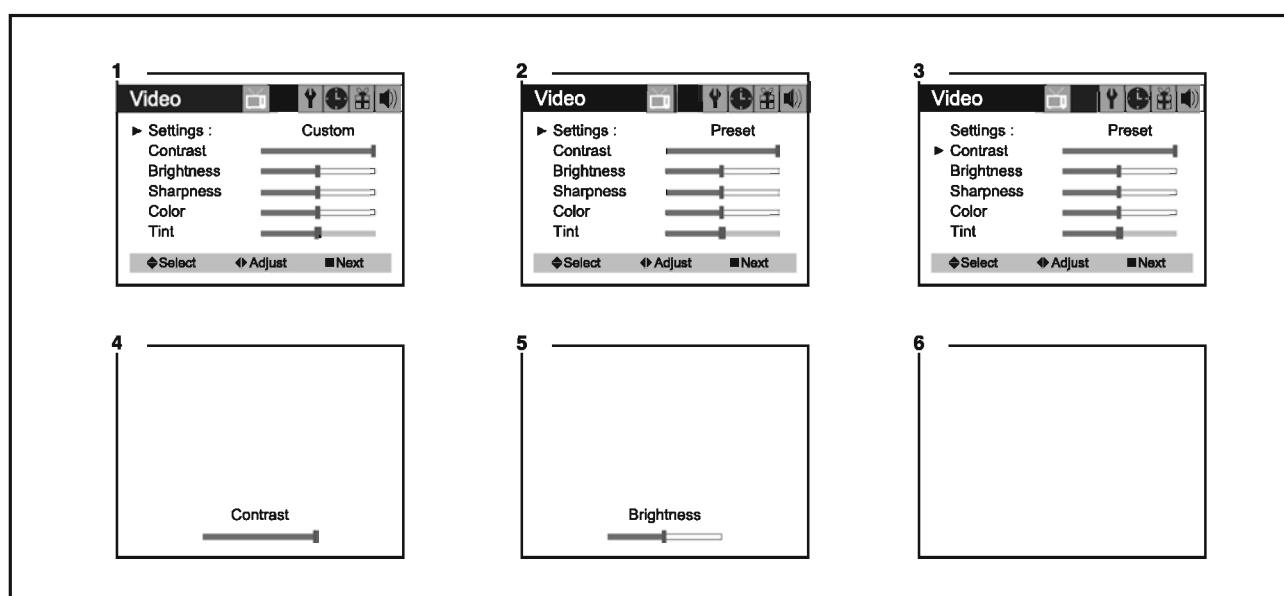 1
Video
► Settings : Custom
Contrast
Brightness
Sharpness
Color
Tint
Select Adjust Next
2
Video
► Settings : Preset
Contrast
Brightness
Sharpness
Color
Tint
Select Adjust Next
3
Video
Settings : Preset
► Contrast
Brightness
Sharpness
Color
Tint
Select Adjust Next
4
Contrast
5
Brightness
6